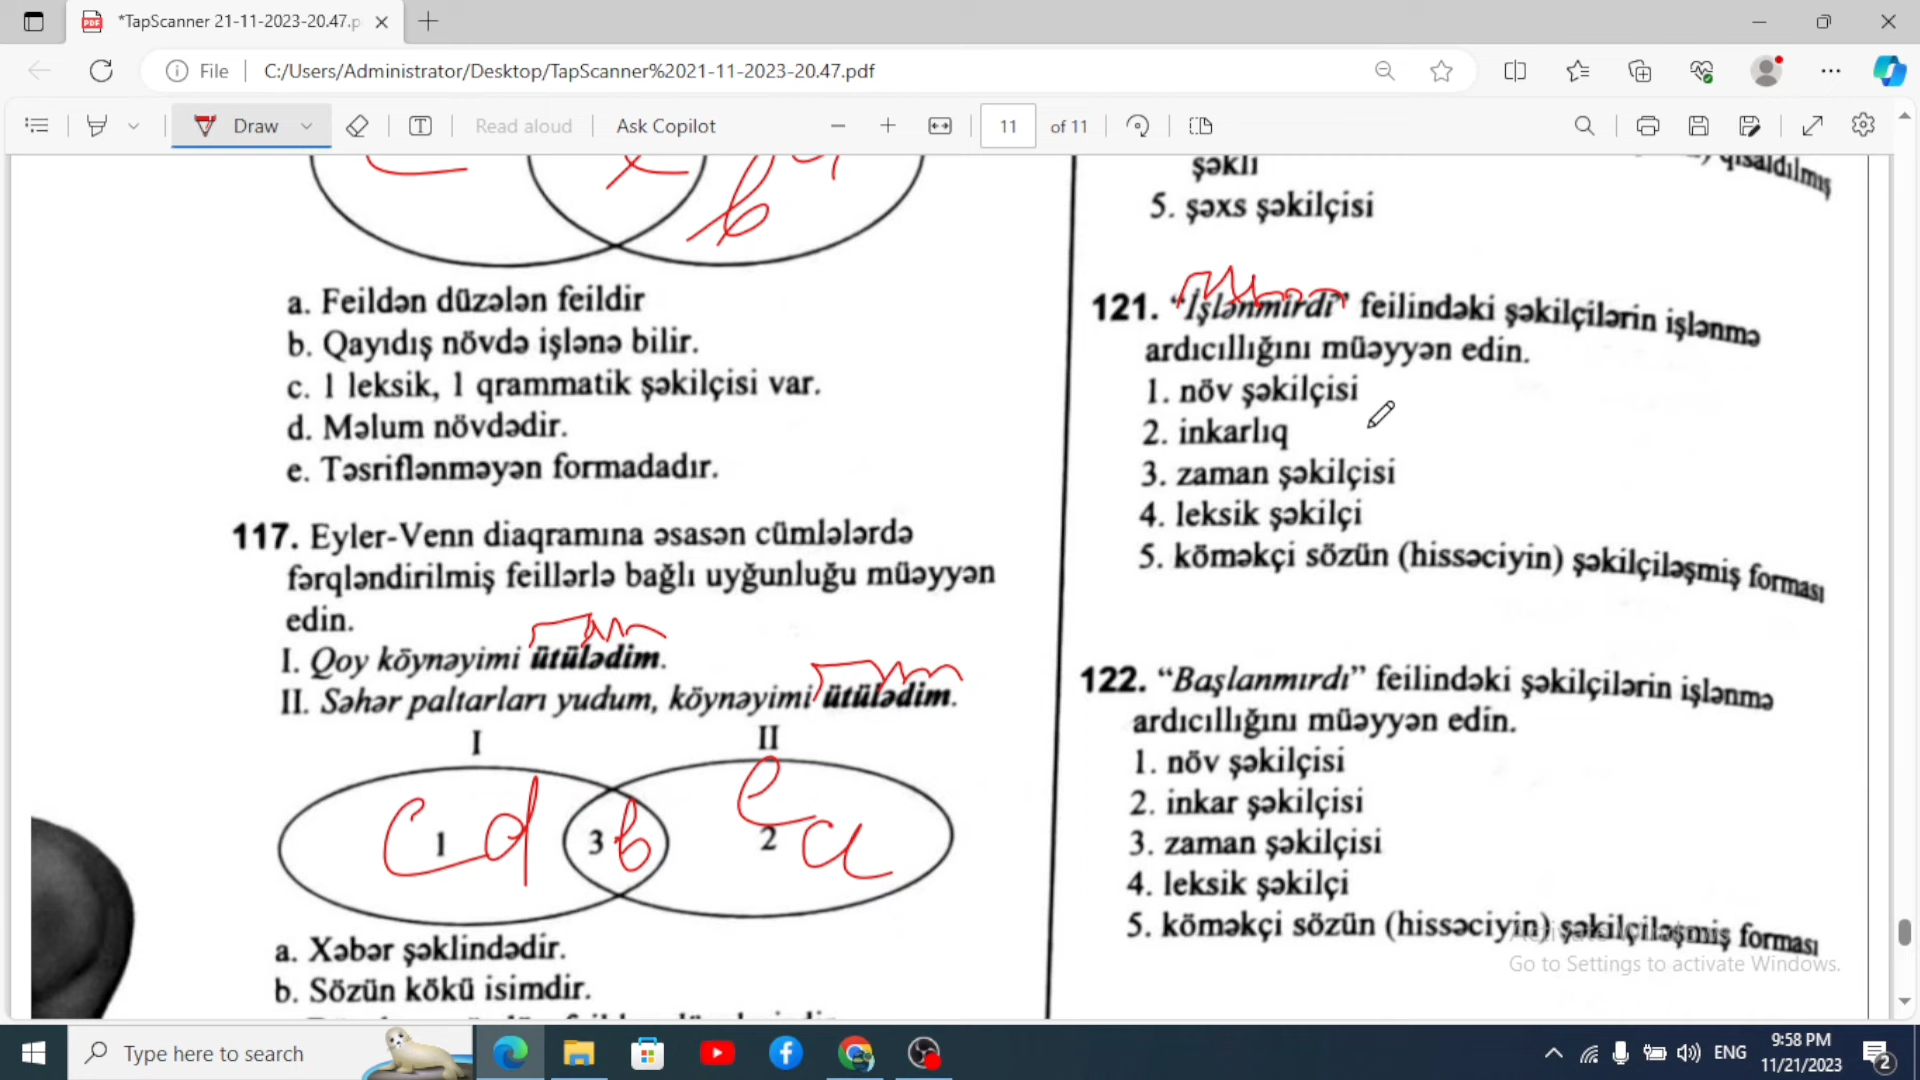 *TapScanner 21-11-2023-20.47.p
File
C:/Users/Administrator/Desktop/TapScanner%2021-11-2023-20.47.pdf
Draw
Read aloud
Ask Copilot
11
of 11
c
b
a. Feildən düzələn feildir
b. Qayıdış növdə işlənə bilir.
c. 1 leksik, 1 qrammatik şəkilçisi var.
d. Məlum növdədir.
e. Təsriflənməyən formadadır.
117. Eyler-Venn diaqramına əsasən cümlələrdə
fərqləndirilmiş feillərlə bağlı uyğunluğu müəyyən
edin.
I. Qoy köynəyimi ütülədim.
II. Səhər paltarları yudum, köynəyimi ütülədim.
I
II
c 1 d
3 b
e 2 a
a. Xəbər şəklindədir.
b. Sözün kökü isimdir.
qısaldılmış
şəkli
5. şəxs şəkilçisi
121. “İşlənmirdi” feilindəki şəkilçilərin işlənmə
ardıcıllığını müəyyən edin.
1. növ şəkilçisi
2. inkarlıq
3. zaman şəkilçisi
4. leksik şəkilçi
5. köməkçi sözün (hissəciyin) şəkilçiləşmiş forması
122. “Başlanmırdı” feilindəki şəkilçilərin işlənmə
ardıcıllığını müəyyən edin.
1. növ şəkilçisi
2. inkar şəkilçisi
3. zaman şəkilçisi
4. leksik şəkilçi
5. köməkçi sözün (hissəciyin) şəkilçiləşmiş forması
Go to Settings to activate Windows.
Type here to search
ENG
9:58 PM
11/21/2023
2